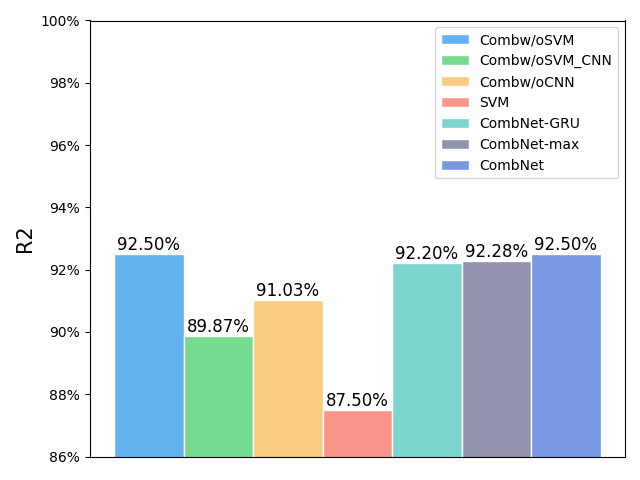 100%
98%
96%
94%
92%
90%
88%
86%
R2
Combw/oSVM
Combw/oSVM_CNN
Combw/oCNN
SVM
CombNet-GRU
CombNet-max
CombNet
92.50%
89.87%
91.03%
87.50%
92.20%
92.28%
92.50%